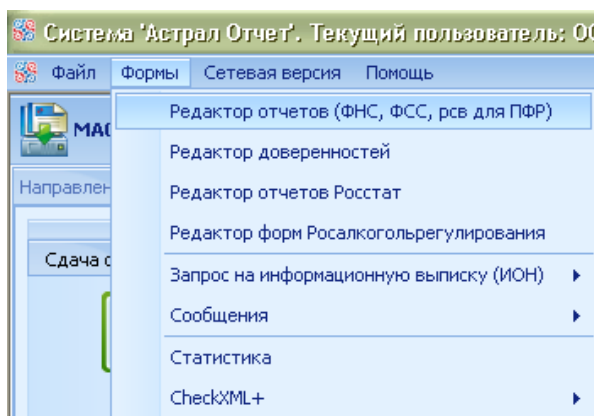 Система 'Астрал Отчет'. Текущий пользователь:
Файл Формы Сетевая версия Помощь
Редактор отчетов (ФНС, ФСС, рсв для ПФР)
Редактор доверенностей
Редактор отчетов Росстат
Редактор форм Росалкогольрегулирования
Сдача
Запрос на информационную выписку (ИОН)
Сообщения
Статистика
CheckXML+